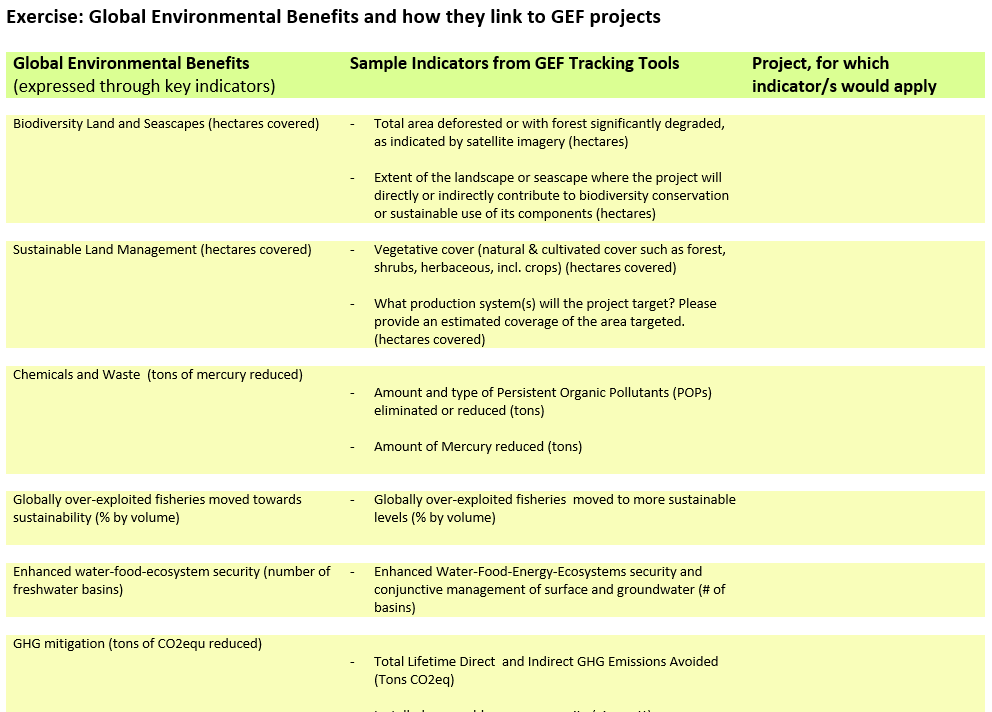 Exercise: Global Environmental Benefits and how they link to GEF projects
Global Environmental Benefits
(expressed through key indicators)
Sample Indicators from GEF Tracking Tools
Project, for which
indicator/s would apply
Biodiversity Land and Seascapes (hectares covered)
- Total area deforested or with forest significantly degraded,
as indicated by satellite imagery (hectares)
- Extent of the landscape or seascape where the project will
directly or indirectly contribute to biodiversity conservation
or sustainable use of its components (hectares)
Sustainable Land Management (hectares covered)
- Vegetative cover (natural & cultivated cover such as forest,
shrubs, herbaceous, incl. crops) (hectares covered)
- What production system(s) will the project target? Please
provide an estimated coverage of the area targeted.
(hectares covered)
Chemicals and Waste (tons of mercury reduced)
- Amount and type of Persistent Organic Pollutants (POPs)
eliminated or reduced (tons)
- Amount of Mercury reduced (tons)
Globally over-exploited fisheries moved towards
sustainability (% by volume)
- Globally over-exploited fisheries moved to more sustainable
levels (% by volume)
Enhanced water-food-ecosystem security (number of
freshwater basins)
- Enhanced Water-Food-Energy-Ecosystems security and
conjunctive management of surface and groundwater (# of
basins)
GHG mitigation (tons of CO2equ reduced)
- Total Lifetime Direct and Indirect GHG Emissions Avoided
(Tons CO2eq)